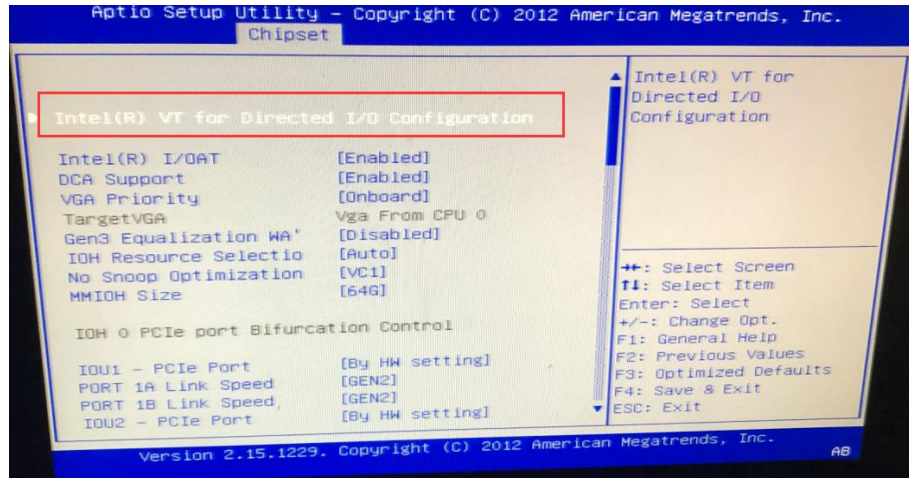 Aptio Setup Utility – Copyright (C) 2012 American Megatrends, Inc.
Chipset
Intel(R) VT for Directed I/O Configuration
Intel(R) I/OAT [Enabled]
DCA Support [Enabled]
VGA Priority [Onboard]
TargetVGA Vga From CPU 0
Gen3 Equalization WA' [Disabled]
IOH Resource Selectio [Auto]
No Snoop Optimization [VC1]
MMIOH Size [64G]
IOH 0 PCIe port Bifurcation Control
IOU1 – PCIe Port [By HW setting]
PORT 1A Link Speed [GEN2]
PORT 1B Link Speed [GEN2]
IOU2 – PCIe Port [By HW setting]
Intel(R) VT for
Directed I/O
Configuration
→←: Select Screen
↑↓: Select Item
Enter: Select
+/-: Change Opt.
F1: General Help
F2: Previous Values
F3: Optimized Defaults
F4: Save & Exit
ESC: Exit
Version 2.15.1229. Copyright (C) 2012 American Megatrends, Inc.
AB